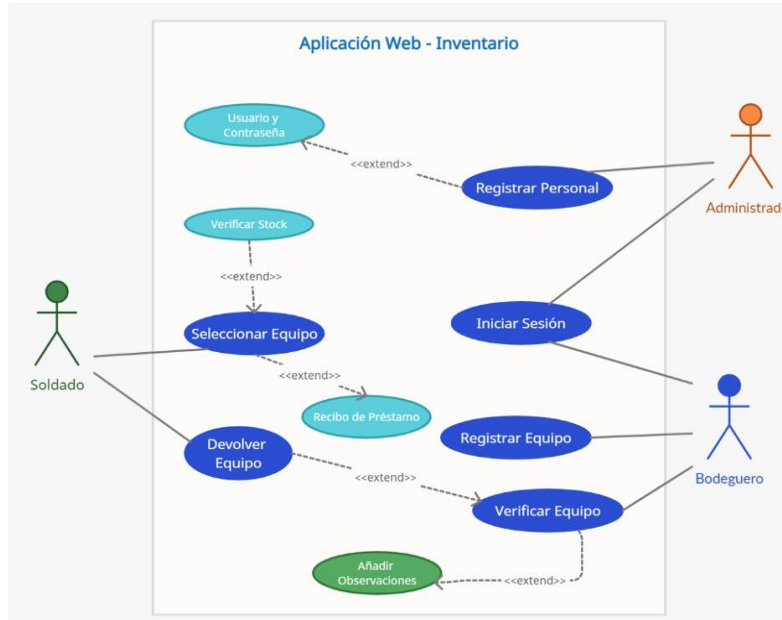 Aplicación Web - Inventario
Usuario y
Contraseña
<<extend>>
Registrar Personal
Administrad
Verificar Stock
<<extend>>
Seleccionar Equipo
Iniciar Sesión
Soldado
<<extend>>
Recibo de Préstamo
Devolver
Equipo
Registrar Equipo
<<extend>>
Bodeguero
Verificar Equipo
Añadir
Observaciones
<<extend>>